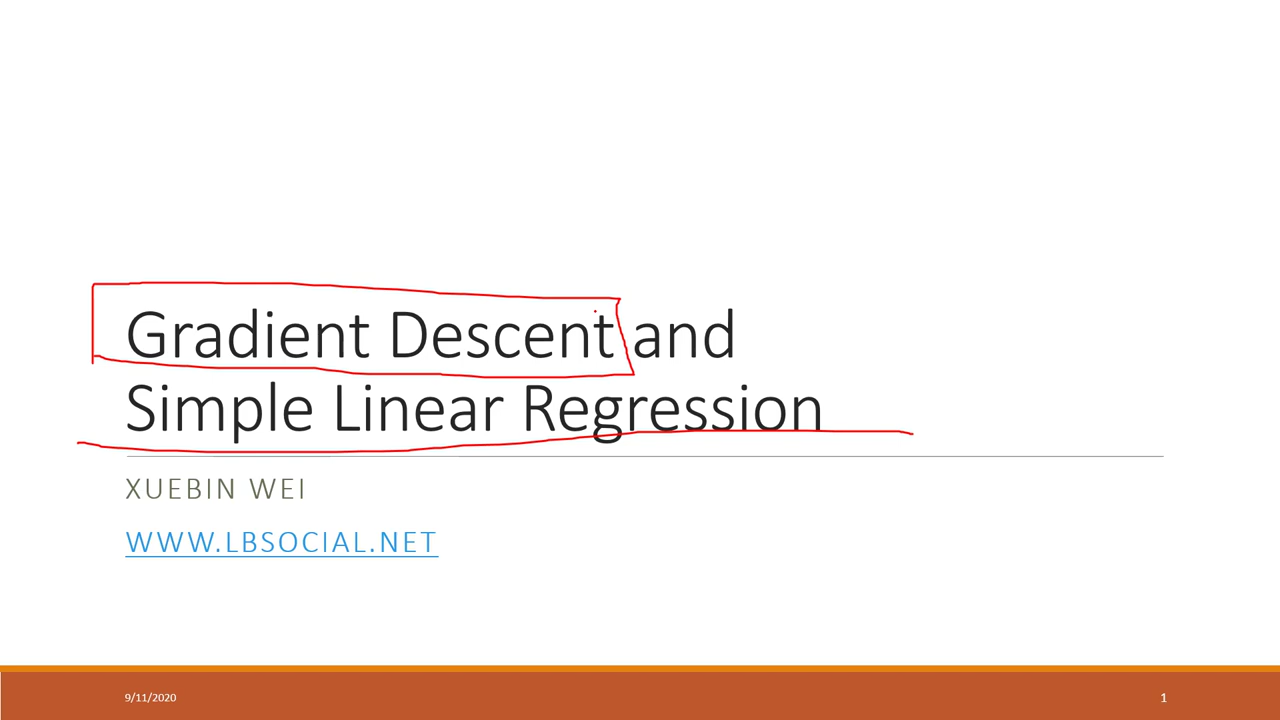 Gradient Descent and
Simple Linear Regression
XUEBIN WEI
WWW.LBSOCIAL.NET
9/11/2020
1